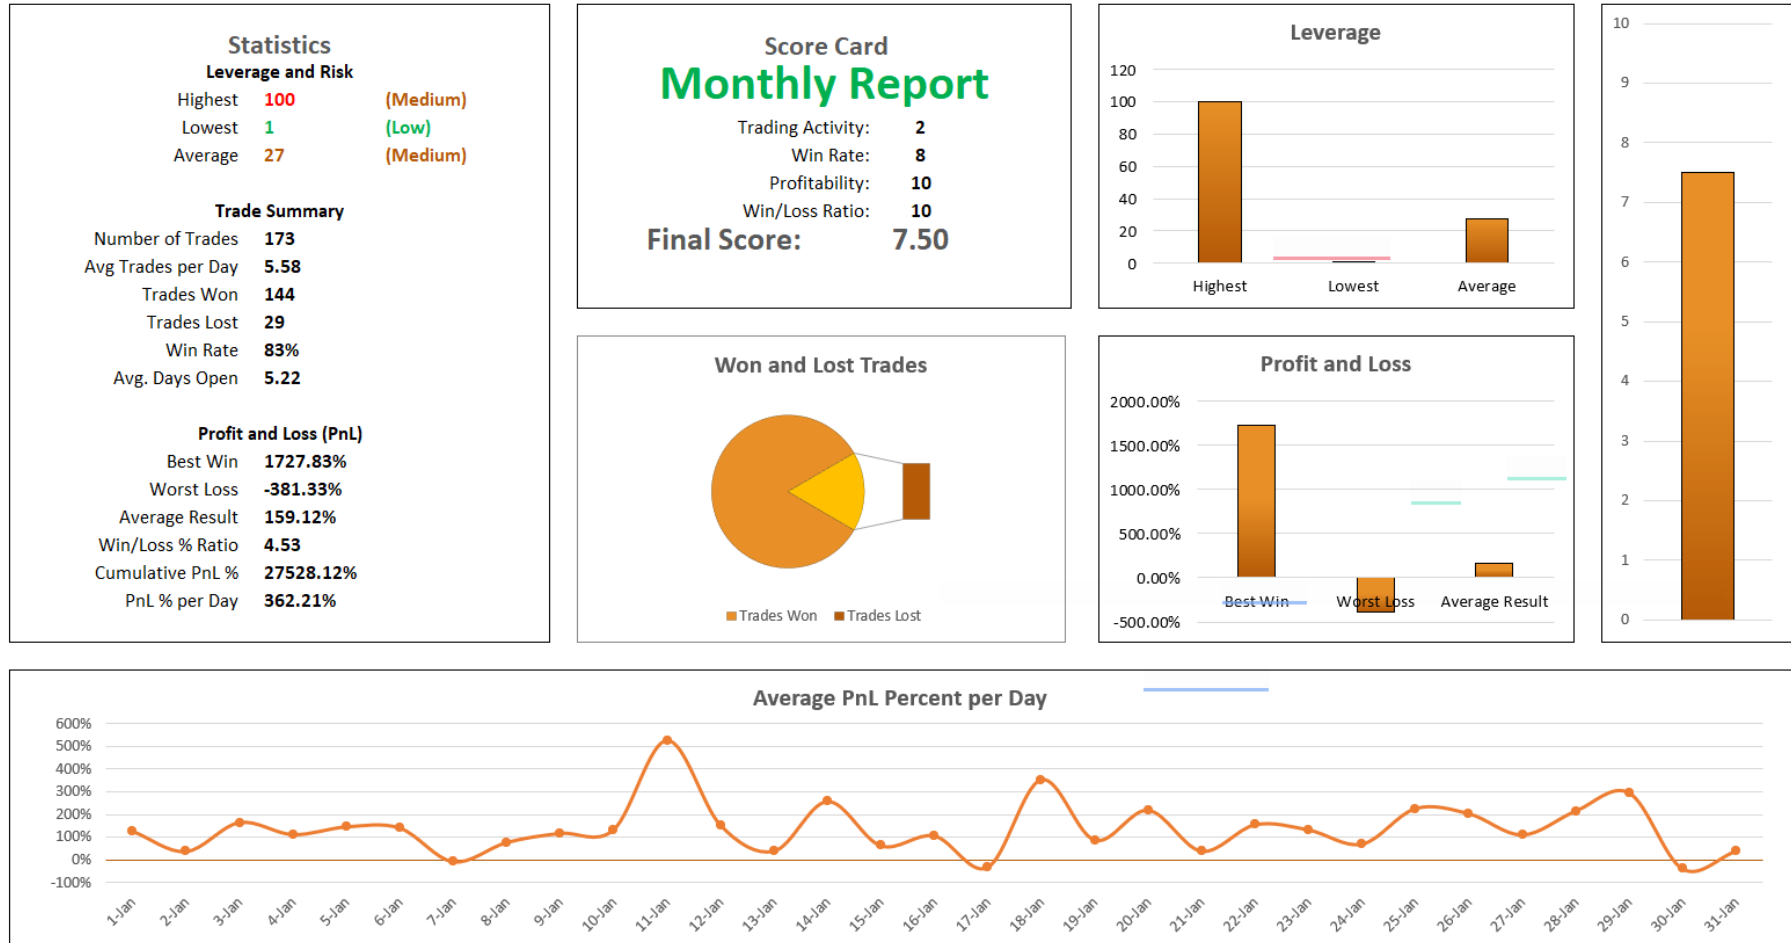 Statistics
Leverage and Risk
Highest 100 (Medium)
Lowest 1 (Low)
Average 27 (Medium)
Trade Summary
Number of Trades 173
Avg Trades per Day 5.58
Trades Won 144
Trades Lost 29
Win Rate 83%
Avg. Days Open 5.22
Profit and Loss (PnL)
Best Win 1727.83%
Worst Loss -381.33%
Average Result 159.12%
Win/Loss % Ratio 4.53
Cumulative PnL % 27528.12%
PnL % per Day 362.21%
Score Card
Monthly Report
Trading Activity: 2
Win Rate: 8
Profitability: 10
Win/Loss Ratio: 10
Final Score: 7.50
Won and Lost Trades
Trades Won Trades Lost
Leverage
120
100
80
60
40
20
0
Highest Lowest Average
Profit and Loss
2000.00%
1500.00%
1000.00%
500.00%
0.00%
Best Win Worst Loss Average Result
-500.00%
10
9
8
7
6
5
4
3
2
1
0
Average PnL Percent per Day
600%
500%
400%
300%
200%
100%
0%
-100%
1-Jan 2-Jan 3-Jan 4-Jan 5-Jan 6-Jan 7-Jan 8-Jan 9-Jan 10-Jan 11-Jan 12-Jan 13-Jan 14-Jan 15-Jan 16-Jan 17-Jan 18-Jan 19-Jan 20-Jan 21-Jan 22-Jan 23-Jan 24-Jan 25-Jan 26-Jan 27-Jan 28-Jan 29-Jan 30-Jan 31-Jan